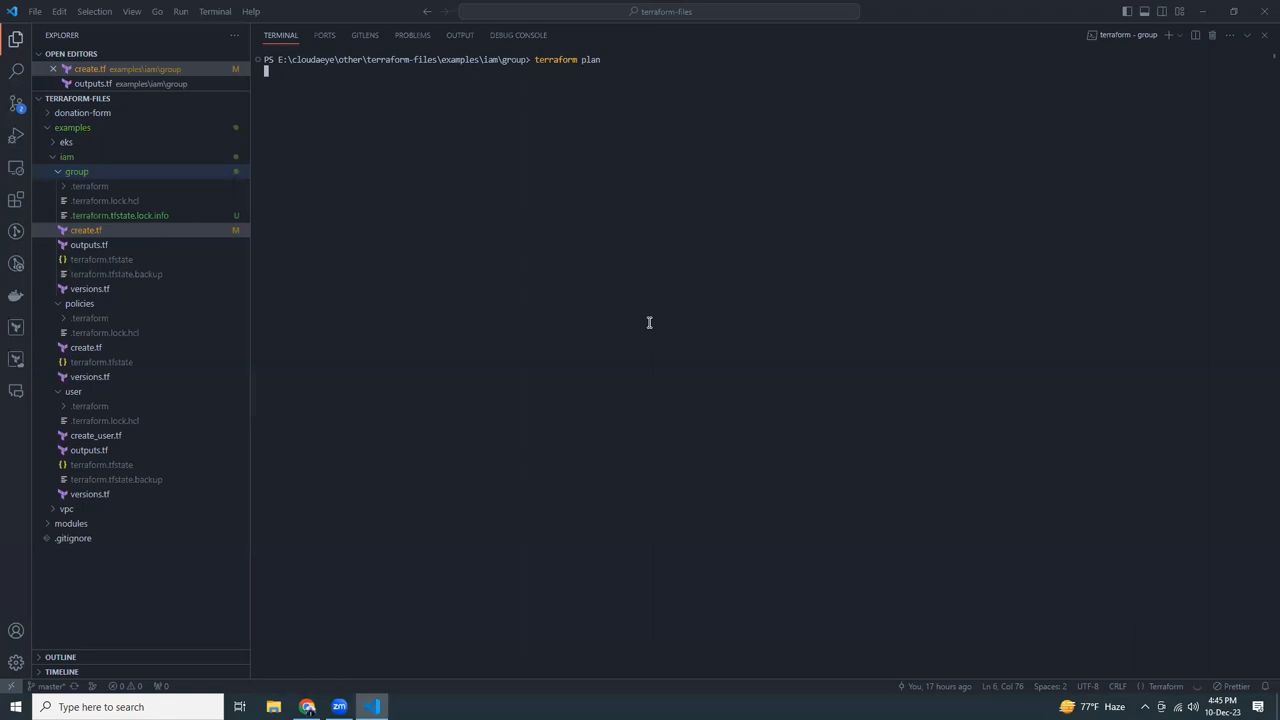 File Edit Selection View Go Run Terminal Help
terraform-files
EXPLORER
OPEN EDITORS
create.tf examples\iam\group M
outputs.tf examples\iam\group
TERRAFORM-FILES
donation-form
examples
eks
iam
group
.terraform
.terraform.lock.hcl
.terraform.tfstate.lock.info U
create.tf M
outputs.tf
terraform.tfstate
terraform.tfstate.backup
versions.tf
policies
.terraform
.terraform.lock.hcl
create.tf
terraform.tfstate
versions.tf
user
.terraform
.terraform.lock.hcl
create_user.tf
outputs.tf
terraform.tfstate
terraform.tfstate.backup
versions.tf
vpc
modules
.gitignore
OUTLINE
TIMELINE
TERMINAL PORTS GITLENS PROBLEMS OUTPUT DEBUG CONSOLE
terraform - group
PS E:\cloudaeye\other\terraform-files\examples\iam\group> terraform plan
2
master* 0 0 0 You, 17 hours ago Ln 6, Col 76 Spaces: 2 UTF-8 CRLF Terraform Prettier
Type here to search
77°F Haze
4:45 PM
10-Dec-23